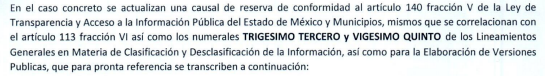 En el caso concreto se actualizan una causal de reserva de conformidad al artículo 140 fracción V de la Ley de
Transparencia y Acceso a la Información Pública del Estado de México y Municipios, mismos que se correlacionan con
el artículo 113 fracción VI así como los numerales TRIGESIMO TERCERO y VIGESIMO QUINTO de los Lineamientos
Generales en Materia de Clasificación y Desclasificación de la Información, así como para la Elaboración de Versiones
Publicas, que para pronta referencia se transcriben a continuación: